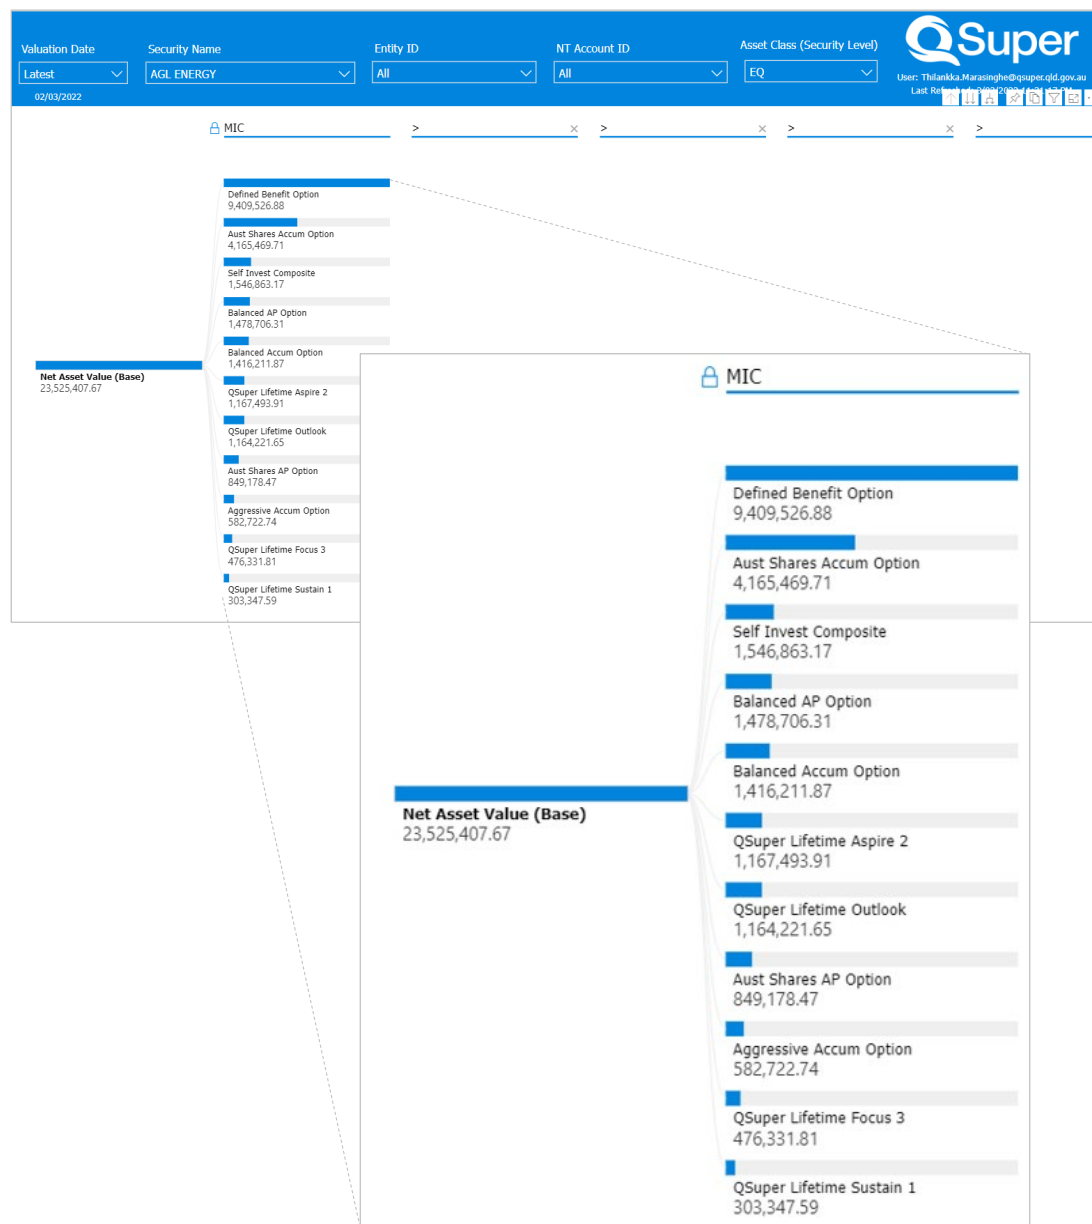 Valuation Date
Security Name
Entity ID
NT Account ID
Asset Class (Security Level)
QSuper
Latest
AGL ENERGY
All
All
EQ
User: Thilankka.Marasinghe@qsuper.qld.gov.au
02/03/2022
Last
MIC
>
×
>
×
>
×
>
Net Asset Value (Base)
23,525,407.67
Defined Benefit Option
9,409,526.88
Aust Shares Accum Option
4,165,469.71
Self Invest Composite
1,546,863.17
Balanced AP Option
1,478,706.31
Balanced Accum Option
1,416,211.87
QSuper Lifetime Aspire 2
1,167,493.91
QSuper Lifetime Outlook
1,164,221.65
Aust Shares AP Option
849,178.47
Aggressive Accum Option
582,722.74
QSuper Lifetime Focus 3
476,331.81
QSuper Lifetime Sustain 1
303,347.59
MIC
Net Asset Value (Base)
23,525,407.67
Defined Benefit Option
9,409,526.88
Aust Shares Accum Option
4,165,469.71
Self Invest Composite
1,546,863.17
Balanced AP Option
1,478,706.31
Balanced Accum Option
1,416,211.87
QSuper Lifetime Aspire 2
1,167,493.91
QSuper Lifetime Outlook
1,164,221.65
Aust Shares AP Option
849,178.47
Aggressive Accum Option
582,722.74
QSuper Lifetime Focus 3
476,331.81
QSuper Lifetime Sustain 1
303,347.59